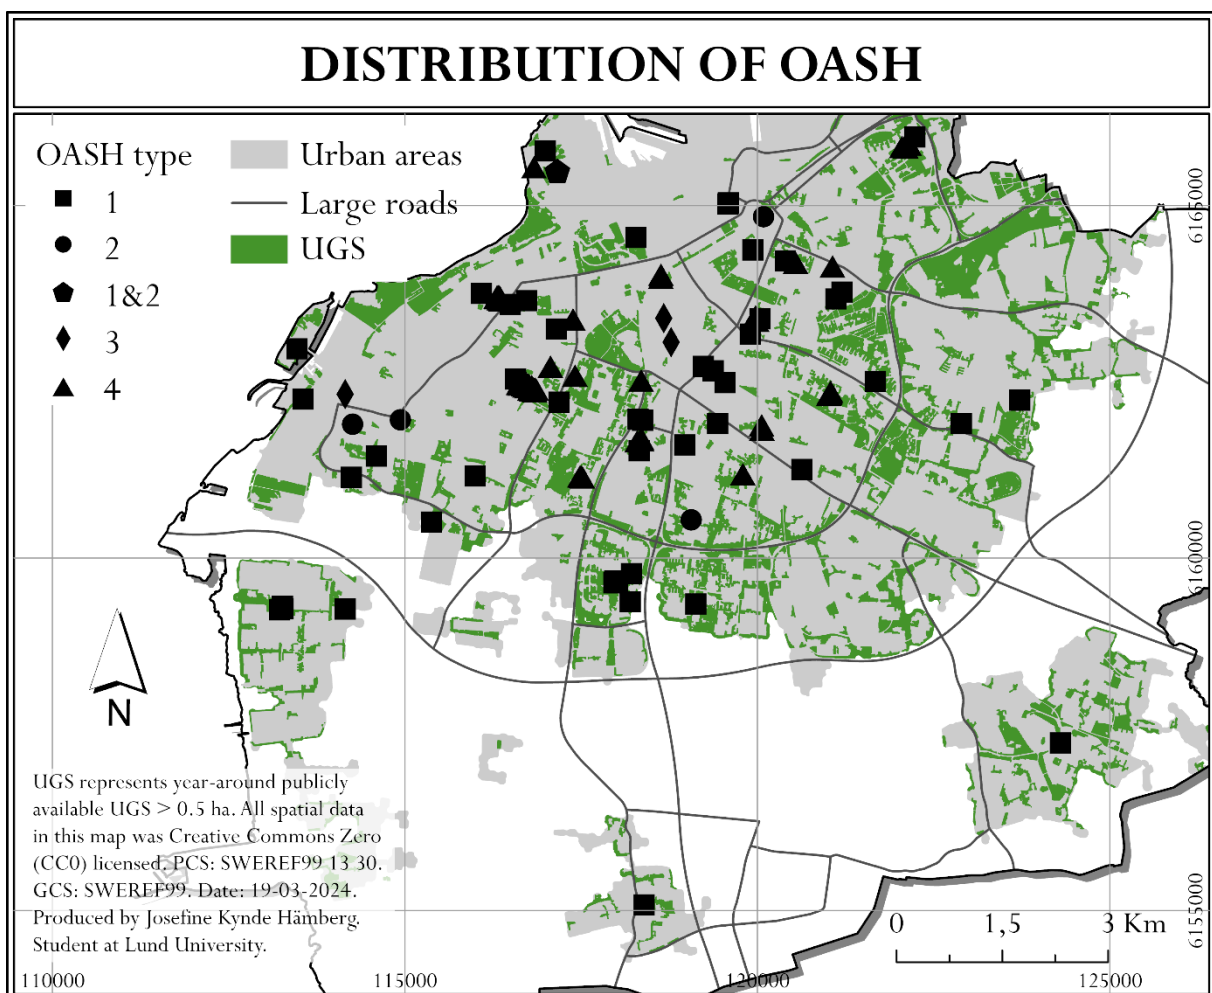 DISTRIBUTION OF OASH
OASH type
1
2
1&2
3
4
Urban areas
Large roads
UGS
6165000
6160000
6155000
N
UGS represents year-around publicly
available UGS > 0.5 ha. All spatial data
in this map was Creative Commons Zero
(CC0) licensed. PCS: SWEREF99 13 30.
GCS: SWEREF99. Date: 19-03-2024.
Produced by Josefine Kynde Hämberg.
Student at Lund University.
0 1,5 3 Km
110000 115000 120000 125000